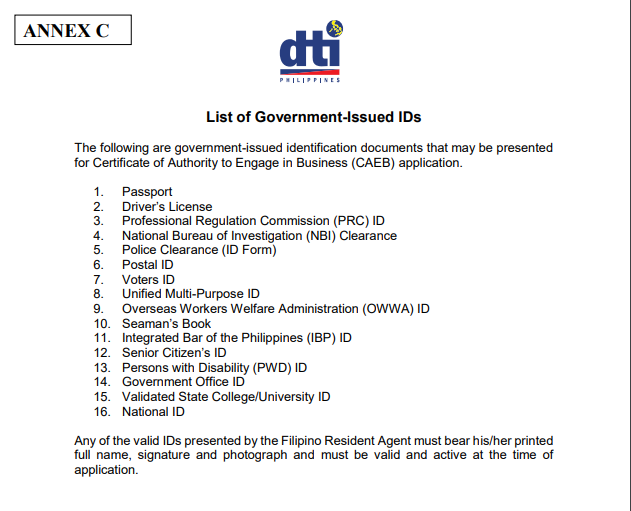 ANNEX C
dti
PHILIPPINES
List of Government-Issued IDs
The following are government-issued identification documents that may be presented
for Certificate of Authority to Engage in Business (CAEB) application.
1. Passport
2. Driver's License
3. Professional Regulation Commission (PRC) ID
4. National Bureau of Investigation (NBI) Clearance
5. Police Clearance (ID Form)
6. Postal ID
7. Voters ID
8. Unified Multi-Purpose ID
9. Overseas Workers Welfare Administration (OWWA) ID
10. Seaman's Book
11. Integrated Bar of the Philippines (IBP) ID
12. Senior Citizen's ID
13. Persons with Disability (PWD) ID
14. Government Office ID
15. Validated State College/University ID
16. National ID
Any of the valid IDs presented by the Filipino Resident Agent must bear his/her printed
full name, signature and photograph and must be valid and active at the time of
application.